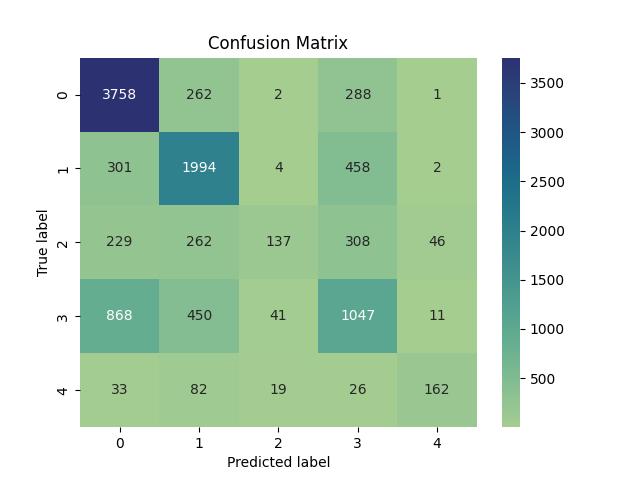 Confusion Matrix
0 3758 262 2 288 1
1 301 1994 4 458 2
2 229 262 137 308 46
3 868 450 41 1047 11
4 33 82 19 26 162
0 1 2 3 4
True label
Predicted label
3500
3000
2500
2000
1500
1000
500